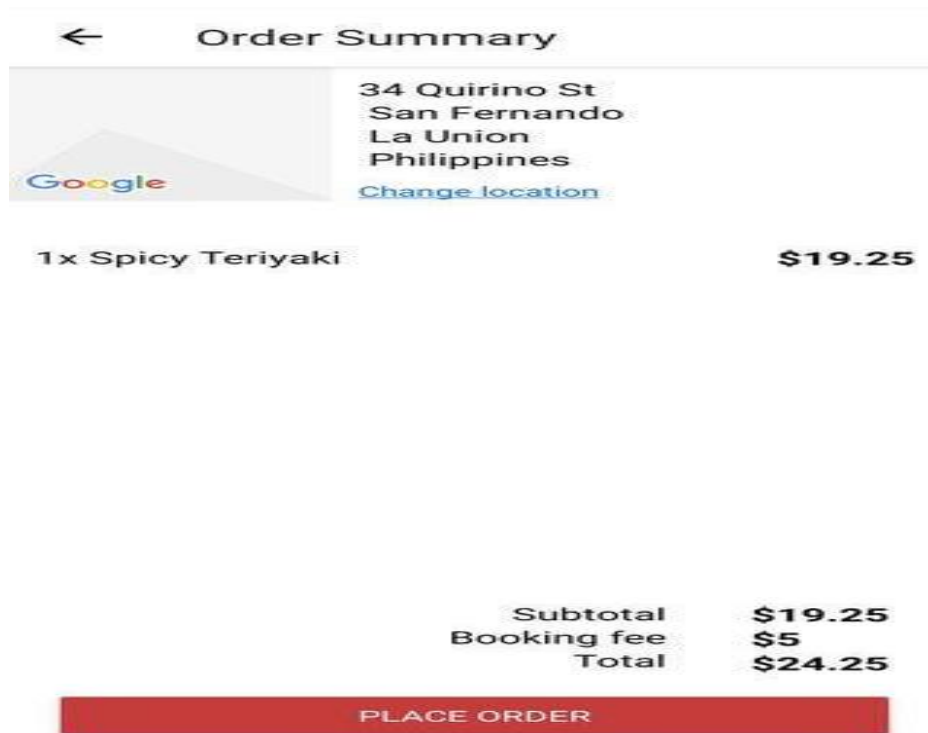 Order Summary
34 Quirino St
San Fernando
La Union
Philippines
Google
Change location
1x Spicy Teriyaki $19.25
Subtotal $19.25
Booking fee $5
Total $24.25
PLACE ORDER